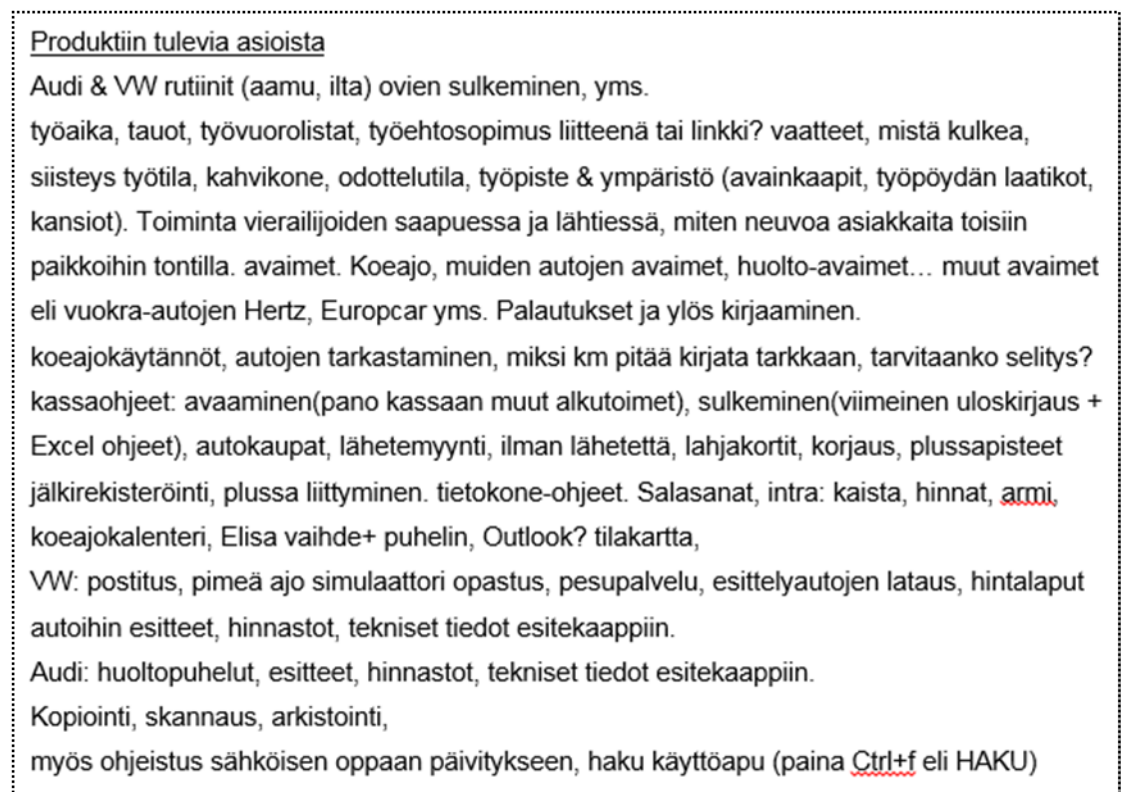 Produktiin tulevia asioista
Audi & VW rutiinit (aamu, ilta) ovien sulkeminen, yms.
työaika, tauot, työvuorolistat, työehtosopimus liitteenä tai linkki? vaatteet, mistä kulkea,
siisteys työtila, kahvikone, odottelutila, työpiste & ympäristö (avainkaapit, työpöydän laatikot,
kansiot). Toiminta vierailijoiden saapuessa ja lähtiessä, miten neuvoa asiakkaita toisiin
paikkoihin tontilla. avaimet. Koeajo, muiden autojen avaimet, huolto-avaimet... muut avaimet
eli vuokra-autojen Hertz, Europcar yms. Palautukset ja ylös kirjaaminen.
koeajokäytännöt, autojen tarkastaminen, miksi km pitää kirjata tarkkaan, tarvitaanko selitys?
kassaohjeet: avaaminen(pano kassaan muut alkutoimet), sulkeminen(viimeinen uloskirjaus +
Excel ohjeet), autokaupat, lähetemyynti, ilman lähetettä, lahjakortit, korjaus, plussapisteet
jälkirekisteröinti, plussa liittyminen. tietokone-ohjeet. Salasanat, intra: kaista, hinnat, armi,
koeajokalenteri, Elisa vaihde+ puhelin, Outlook? tilakartta,
VW: postitus, pimeä ajo simulaattori opastus, pesupalvelu, esittelyautojen lataus, hintalaput
autoihin esitteet, hinnastot, tekniset tiedot esitekaappiin.
Audi: huoltopuhelut, esitteet, hinnastot, tekniset tiedot esitekaappiin.
Kopiointi, skannaus, arkistointi,
myös ohjeistus sähköisen oppaan päivitykseen, haku käyttöapu (paina Ctrl+f eli HAKU)